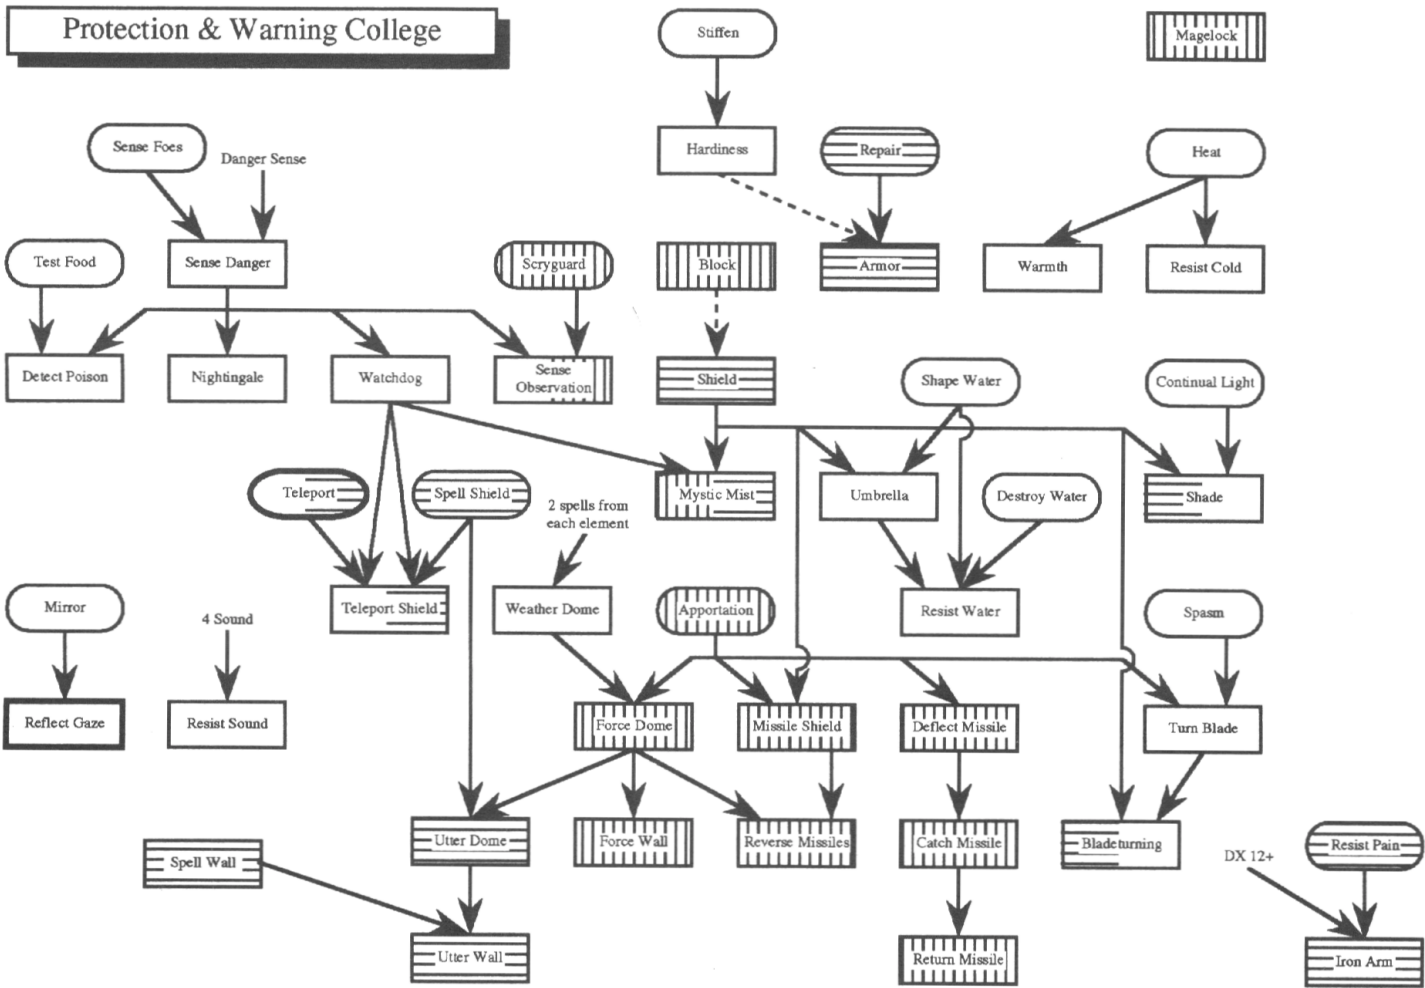 Protection & Warning College
Stiffen
Magelock
Sense Foes
Danger Sense
Hardiness
Repair
Heat
Test Food
Sense Danger
Scryguard
Block
Armor
Warmth
Resist Cold
Detect Poison
Nightingale
Watchdog
Sense
Observation
Shield
Shape Water
Continual Light
Teleport
Spell Shield
2 spells from
each element
Mystic Mist
Umbrella
Destroy Water
Shade
Mirror
4 Sound
Teleport Shield
Weather Dome
Apportation
Resist Water
Spasm
Reflect Gaze
Resist Sound
Force Dome
Missile Shield
Deflect Missile
Turn Blade
Spell Wall
Utter Dome
Force Wall
Reverse Missiles
Catch Missile
Bladeturning
DX 12+
Resist Pain
Utter Wall
Return Missile
Iron Arm